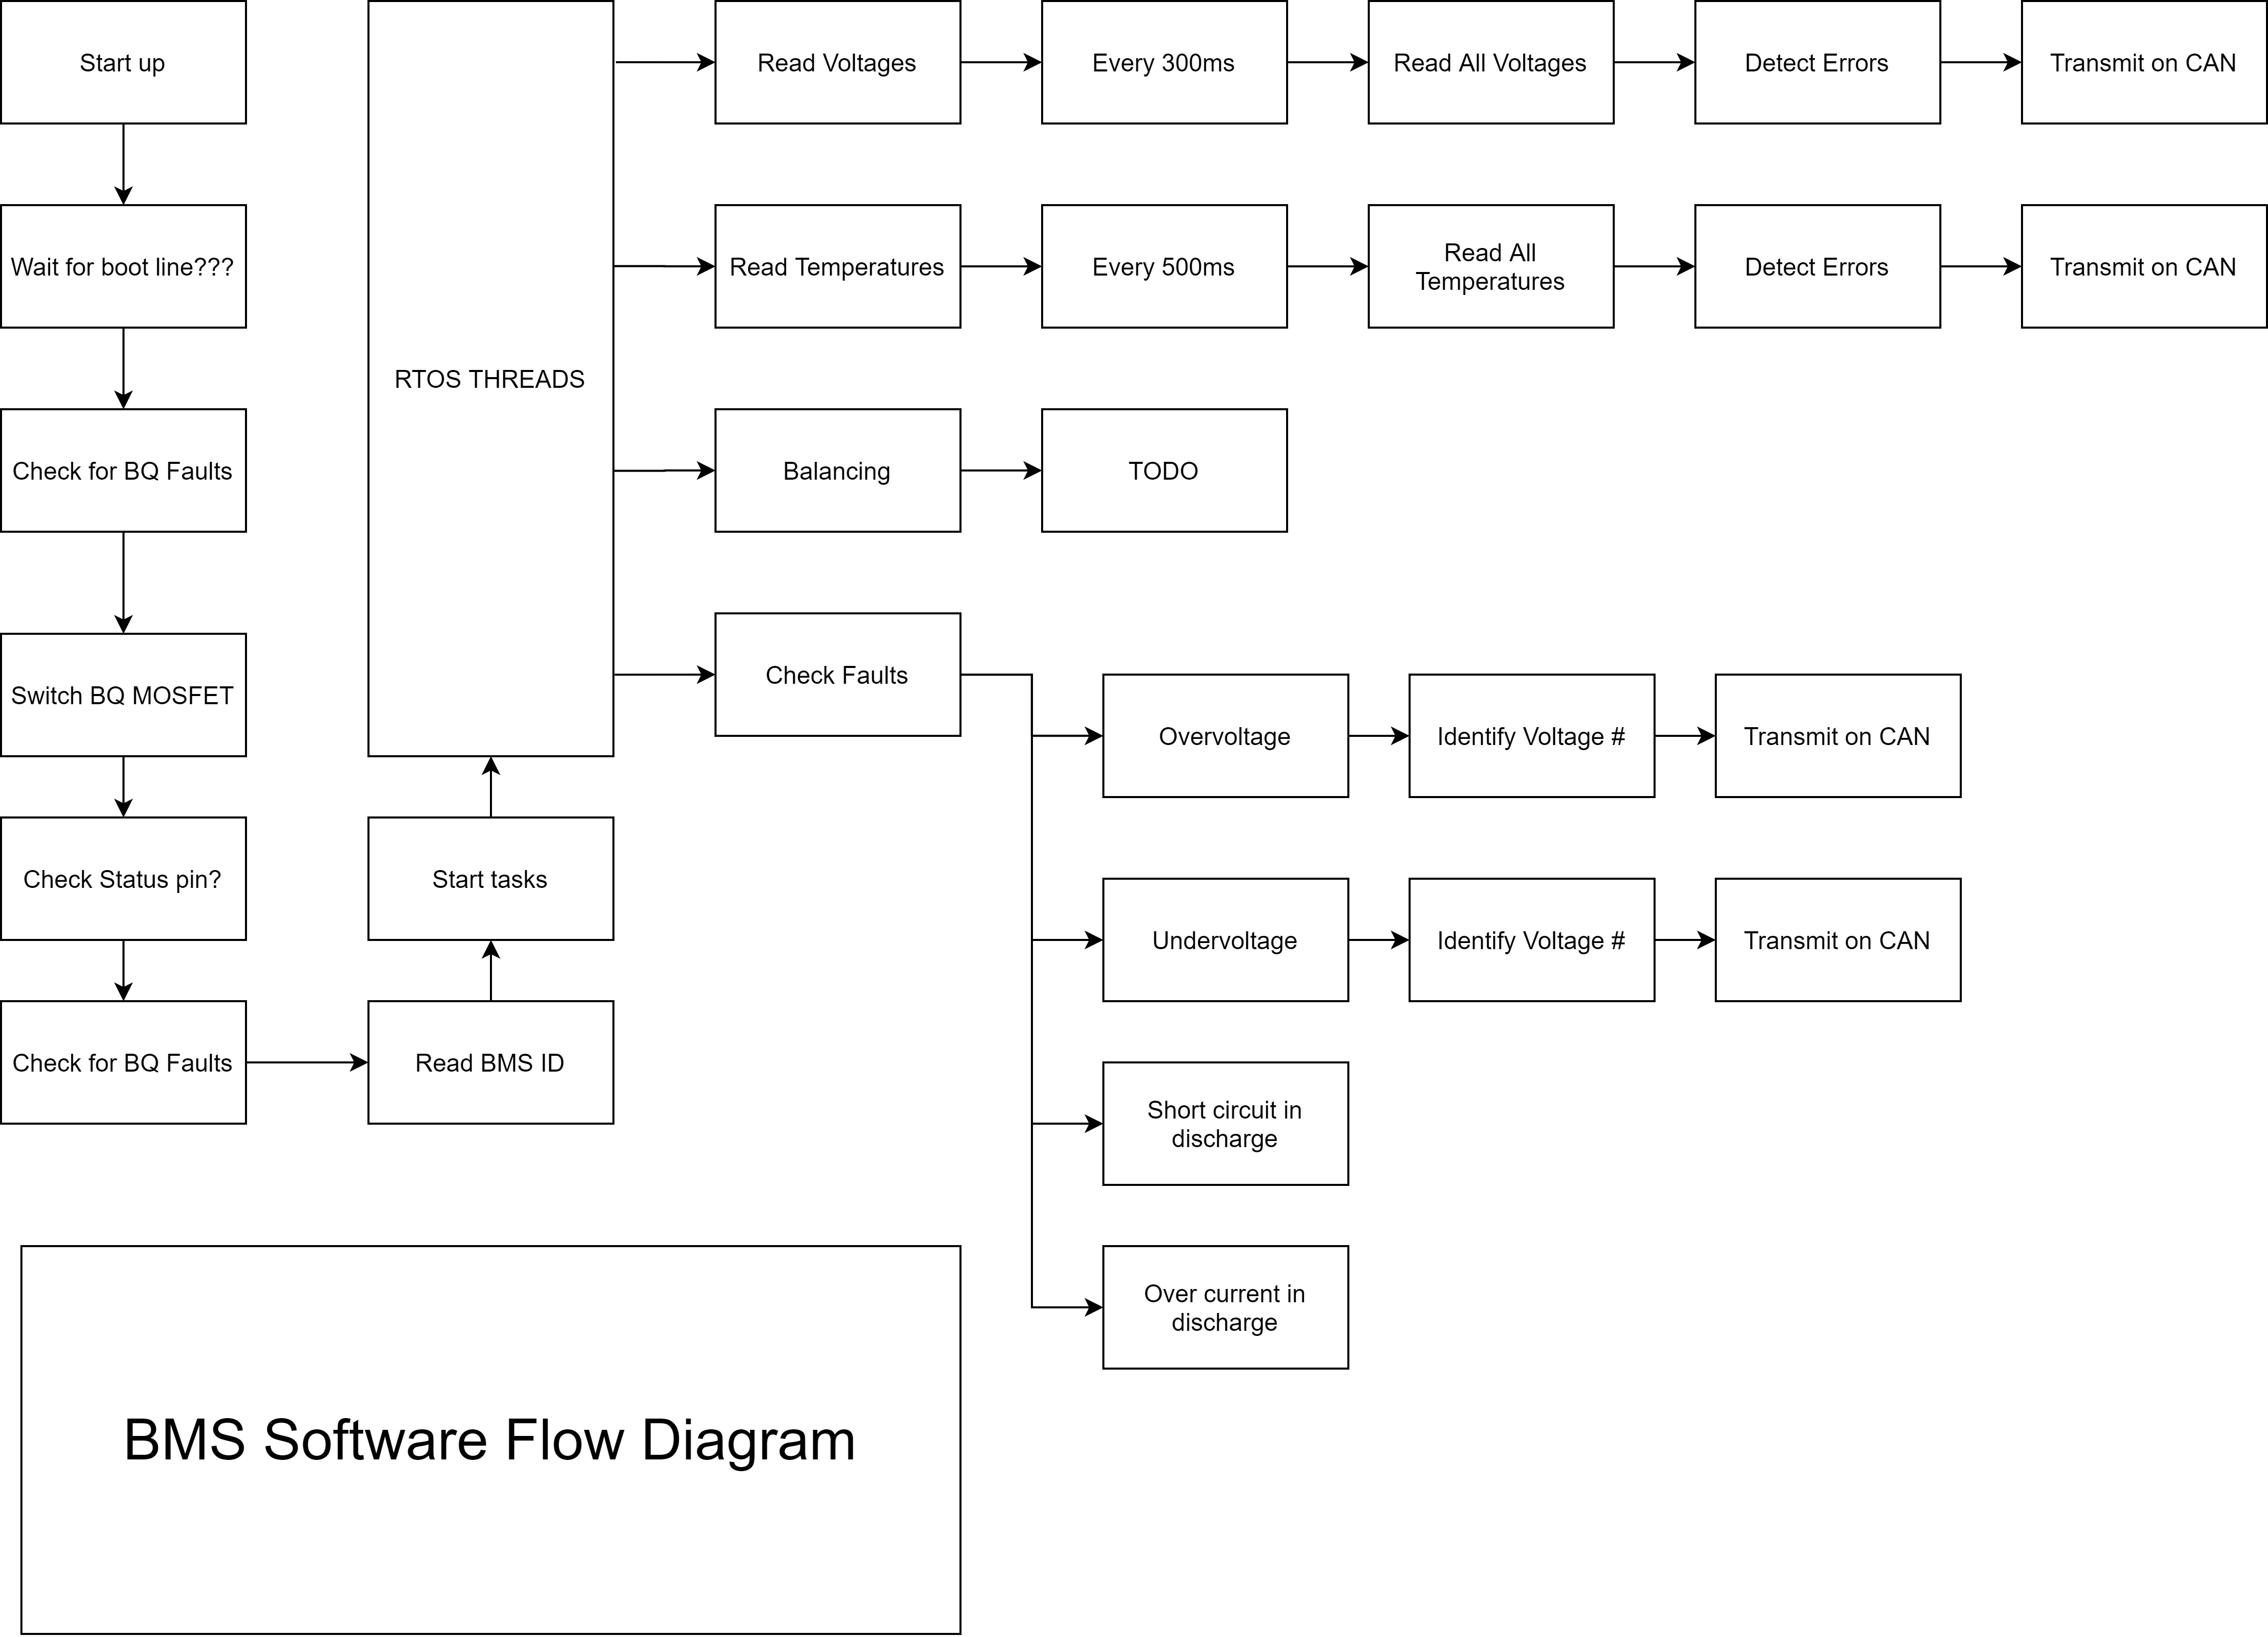 Start up
Wait for boot line???
Check for BQ Faults
Switch BQ MOSFET
Check Status pin?
Check for BQ Faults
Read BMS ID
Start tasks
RTOS THREADS
Read Voltages
Every 300ms
Read All Voltages
Detect Errors
Transmit on CAN
Read Temperatures
Every 500ms
Read All
Temperatures
Detect Errors
Transmit on CAN
Balancing
TODO
Check Faults
Overvoltage
Identify Voltage #
Transmit on CAN
Undervoltage
Identify Voltage #
Transmit on CAN
Short circuit in
discharge
Over current in
discharge
BMS Software Flow Diagram